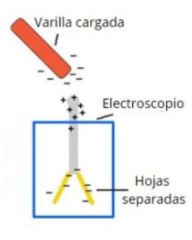 Varilla cargada
Electroscopio
Hojas
separadas